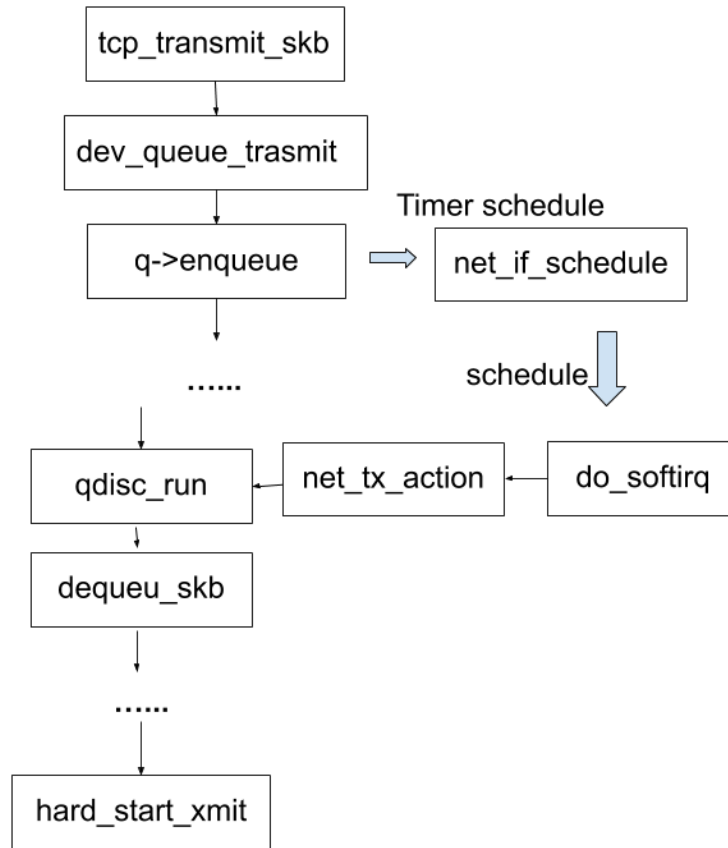 tcp_transmit_skb
dev_queue_trasmit
Timer schedule
q->enqueue
net_if_schedule
schedule
…...
qdisc_run
net_tx_action
do_softirq
dequeu_skb
…...
hard_start_xmit